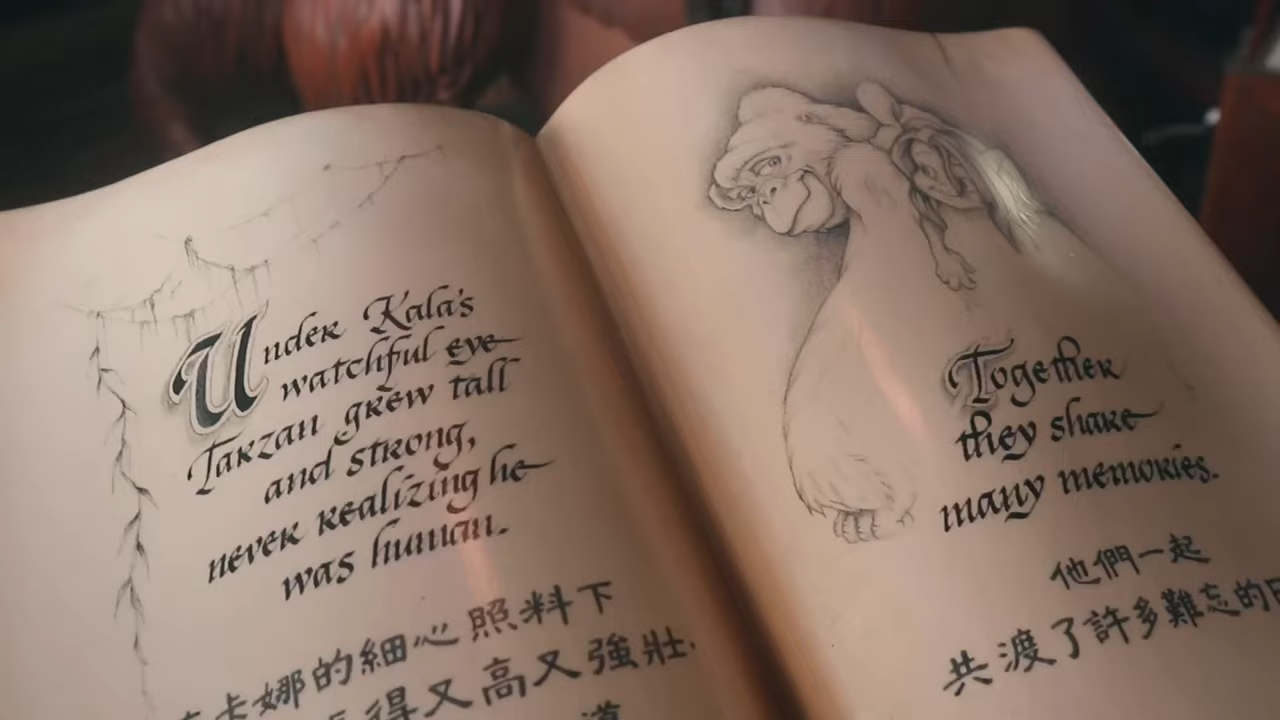 Under Kala's
watchful eye
Tarzan grew tall
and strong,
never realizing he
was human.
卡娜的細心照料下
得又高又強壯.
Together
they share
many memories.
他們一起
共渡了許多難忘的日